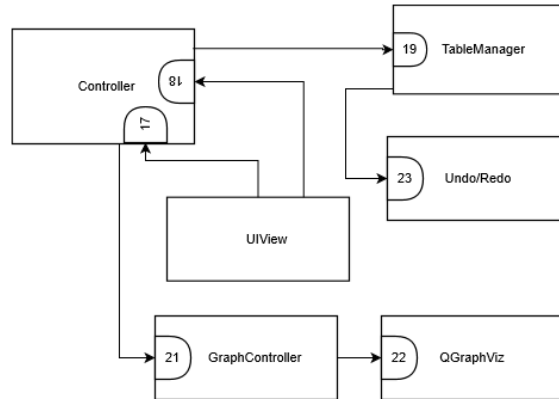 19
TableManager
18
Controller
17
23
Undo/Redo
UIView
21
GraphController
22
QGraphViz